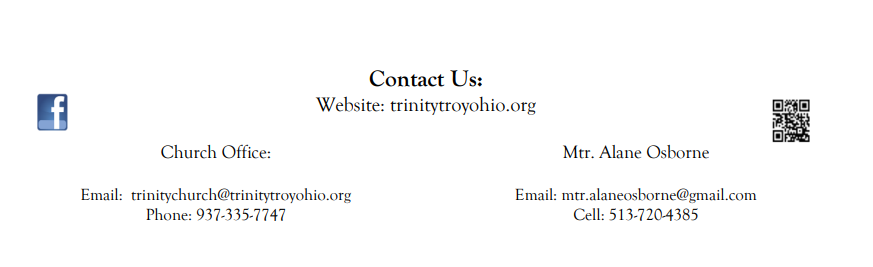 Contact Us:
Website: trinitytroyohio.org
f
Church Office:
Email: trinitychurch@trinitytroyohio.org
Phone: 937-335-7747
Mtr. Alane Osborne
Email: mtr.alaneosborne@gmail.com
Cell: 513-720-4385